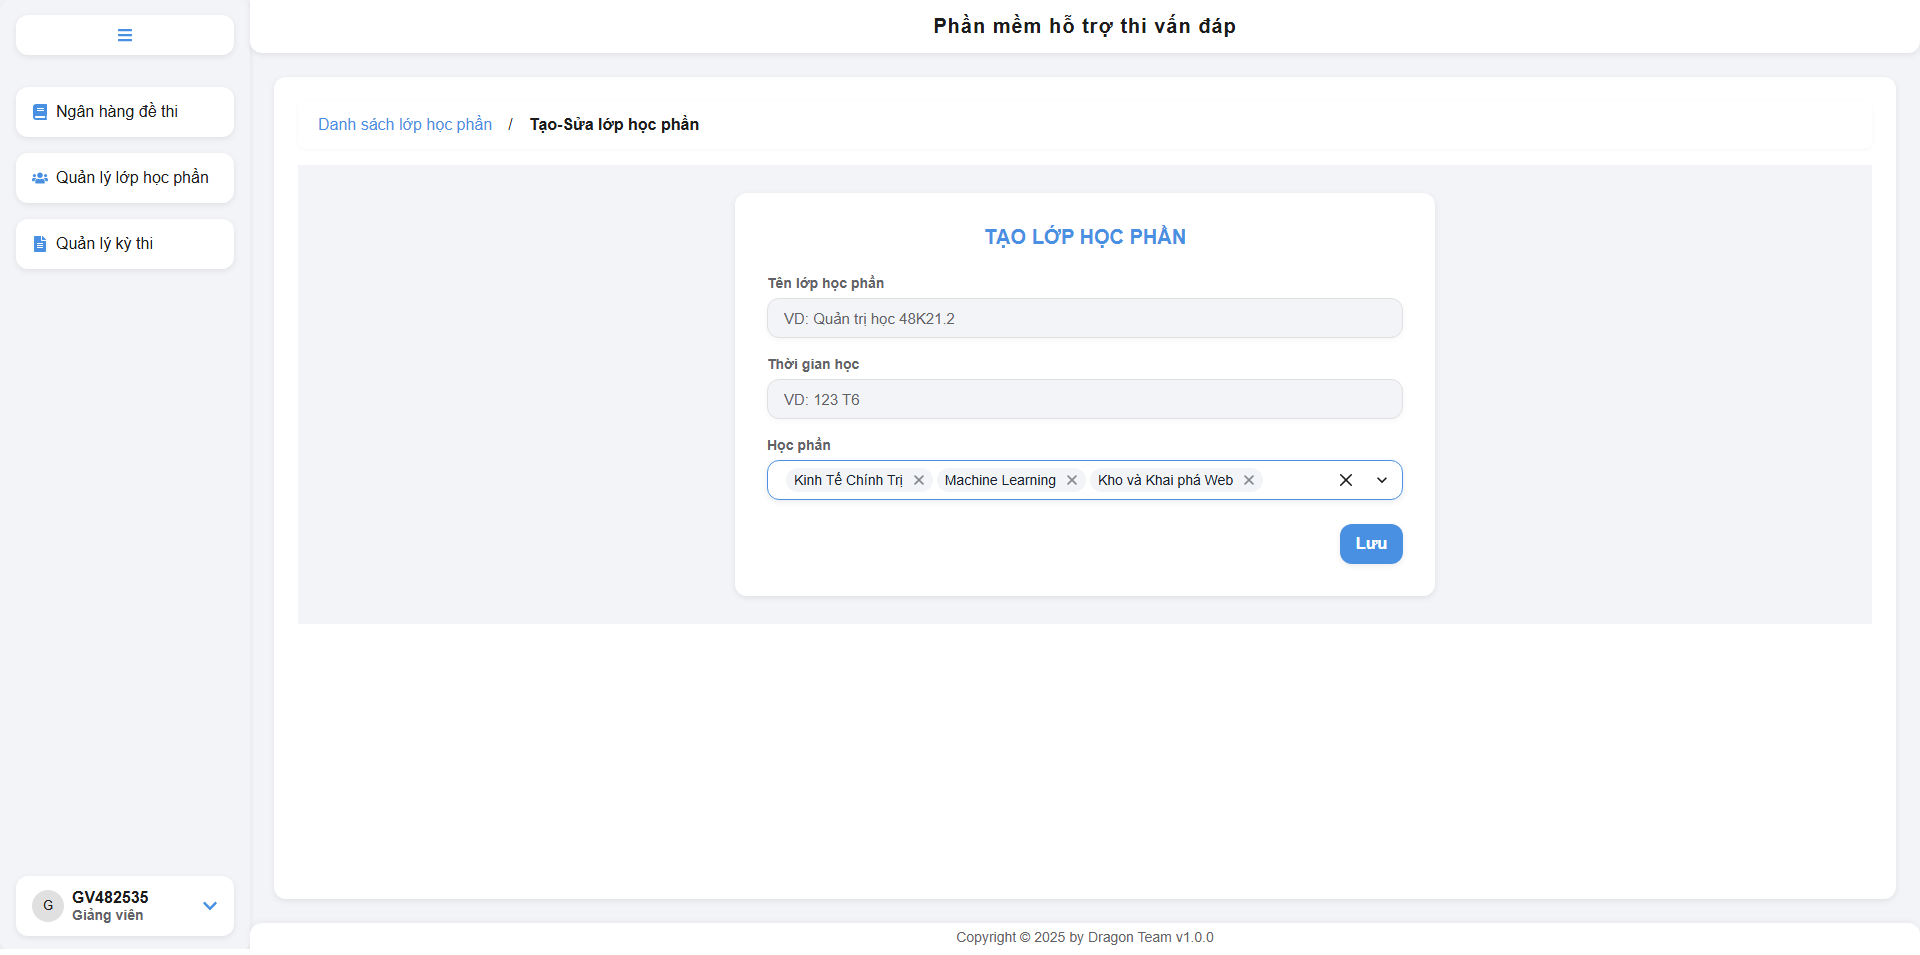 Phần mềm hỗ trợ thi vấn đáp
Ngân hàng đề thi
Quản lý lớp học phần
Quản lý kỳ thi
Danh sách lớp học phần / Tạo-Sửa lớp học phần
TẠO LỚP HỌC PHẦN
Tên lớp học phần
VD: Quản trị học 48K21.2
Thời gian học
VD: 123 T6
Học phần
Kinh Tế Chính Trị Machine Learning Kho và Khai phá Web
Lưu
G
GV482535
Giảng viên
Copyright © 2025 by Dragon Team v1.0.0